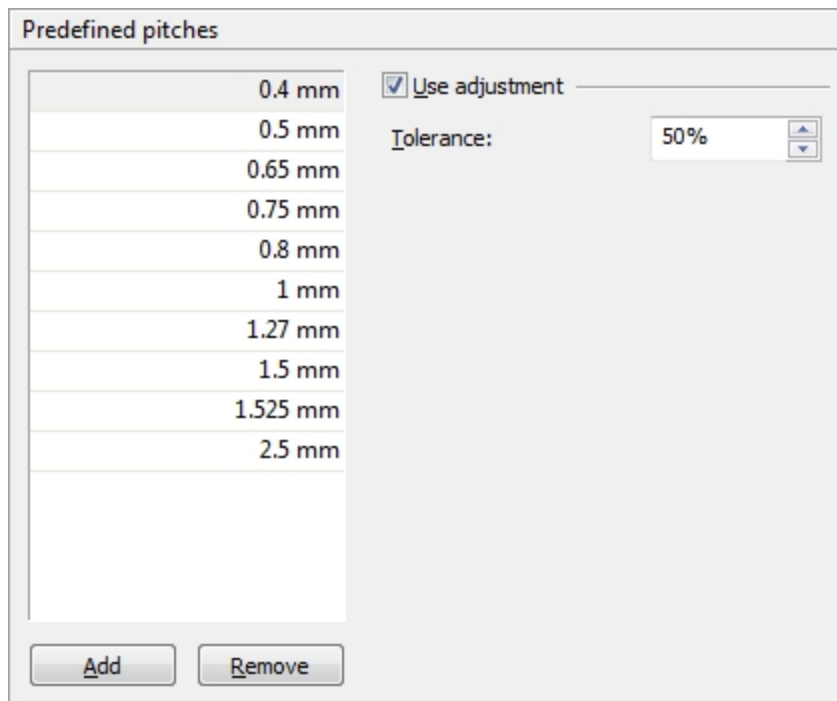 Predefined pitches
0.4 mm
0.5 mm
0.65 mm
0.75 mm
0.8 mm
1 mm
1.27 mm
1.5 mm
1.525 mm
2.5 mm
Add
Remove
Use adjustment
Tolerance:
50%